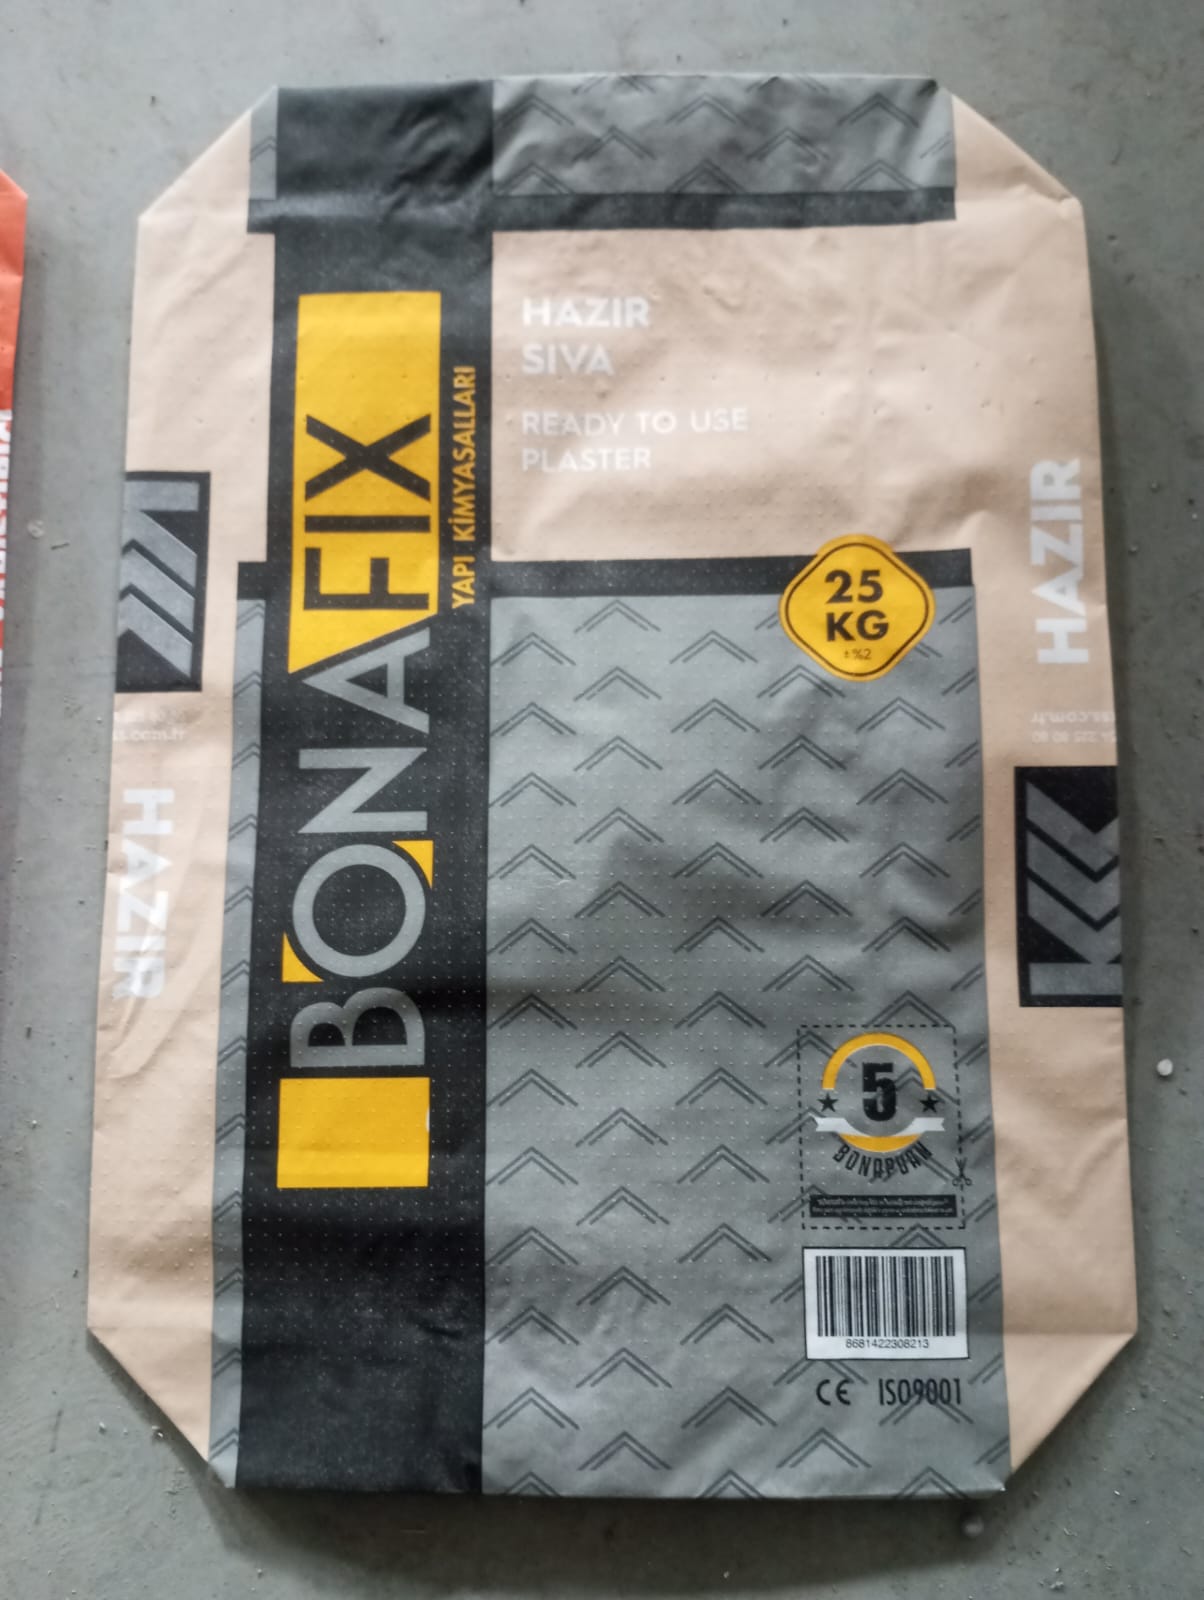 HAZIR
SIVA
READY TO USE
PLASTER
BONAFIX
YAPI KİMYASALLARI
25
KG
±%2
HAZIR
HAZIR
5
BONAPUAN
8681422308213
CE ISO9001